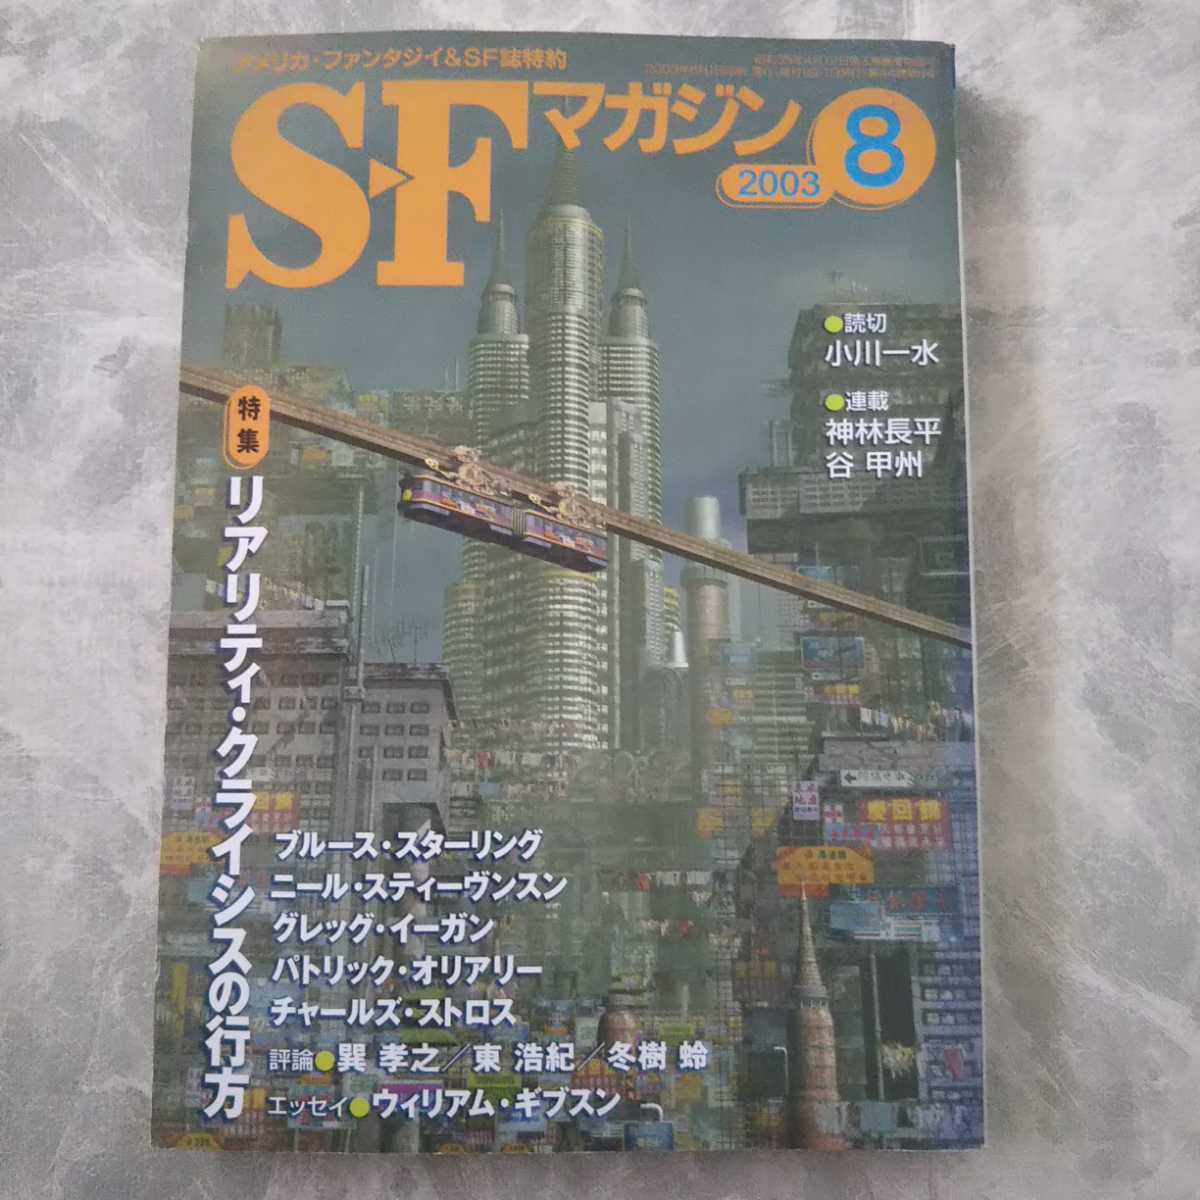 アメリカ・ファンタジイ&SF誌特約
SFマガジン
2003
8
●読切
小川一水
●連載
神林長平
谷 甲州
特集
リアリティ・クライシスの行方
ブルース・スターリング
ニール・スティーヴンスン
グレッグ・イーガン
パトリック・オリアリー
チャールズ・ストロス
評論●巽 孝之/東 浩紀/冬樹 蛉
エッセイ●ウィリアム・ギブスン